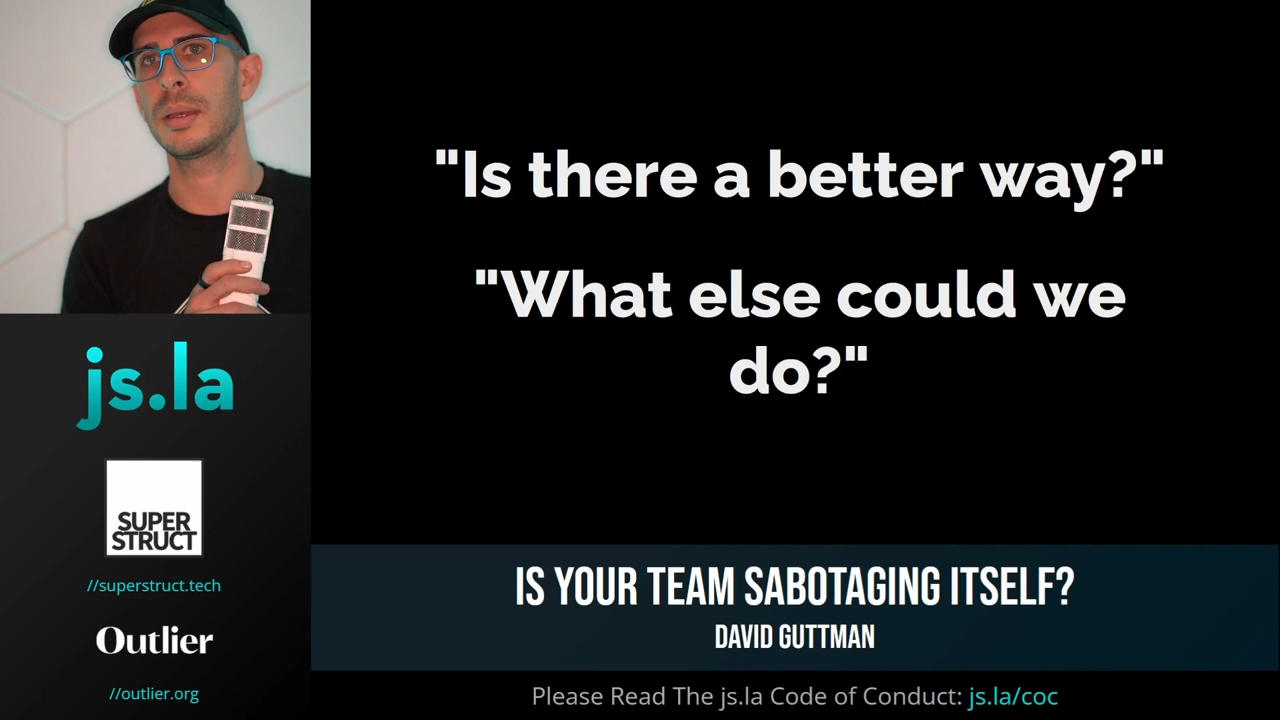 "Is there a better way?"
"What else could we
do?"
js.la
SUPER
STRUCT
//superstruct.tech
Outlier
//outlier.org
IS YOUR TEAM SABOTAGING ITSELF?
DAVID GUTTMAN
Please Read The js.la Code of Conduct: js.la/coc